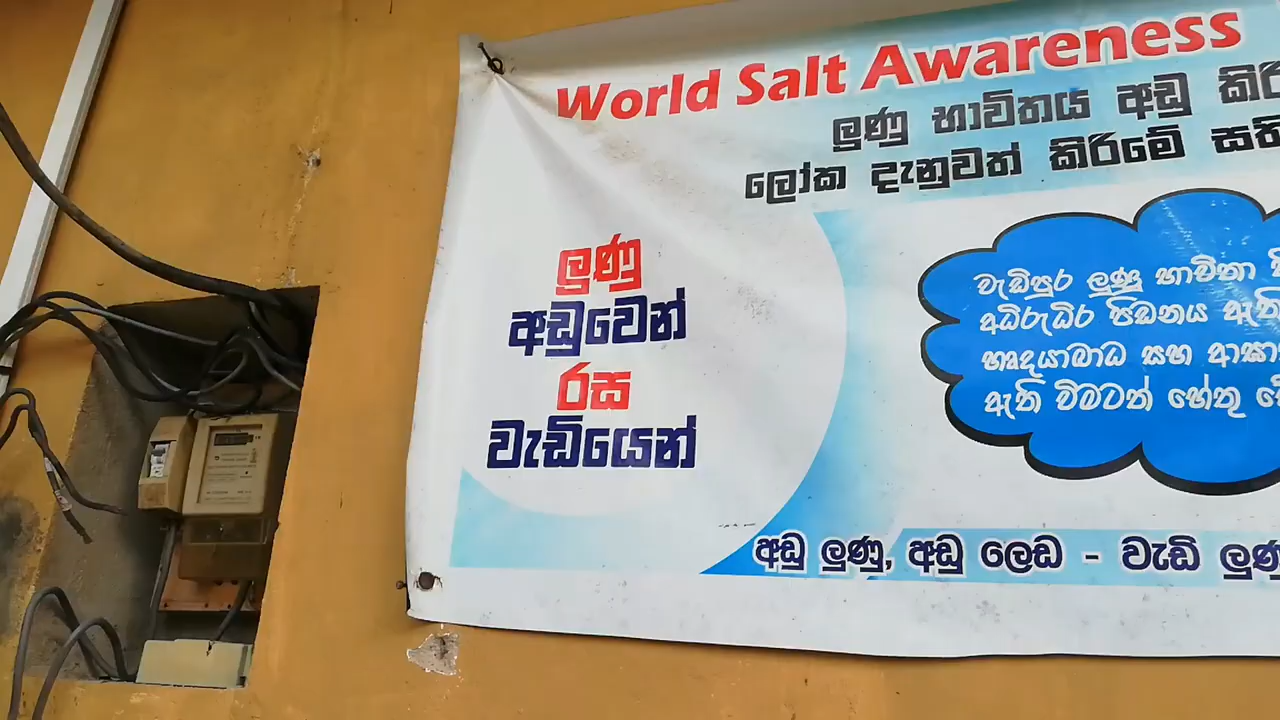 World Salt Awareness
ලුණු භාවිතය අඩු කිරී
ලෝක දැනුවත් කිරීමේ සති
ලුණු
අඩුවෙන්
රස
වැඩියෙන්
වැඩිපුර ලුණු භාවිතා
අධිරුධිර පීඩනය ඇති
හෘදයාබාධ සහ ආඝා
ඇති වීමටත් හේතු වේ
අඩු ලුණු, අඩු ලෙඩ - වැඩි ලුණු